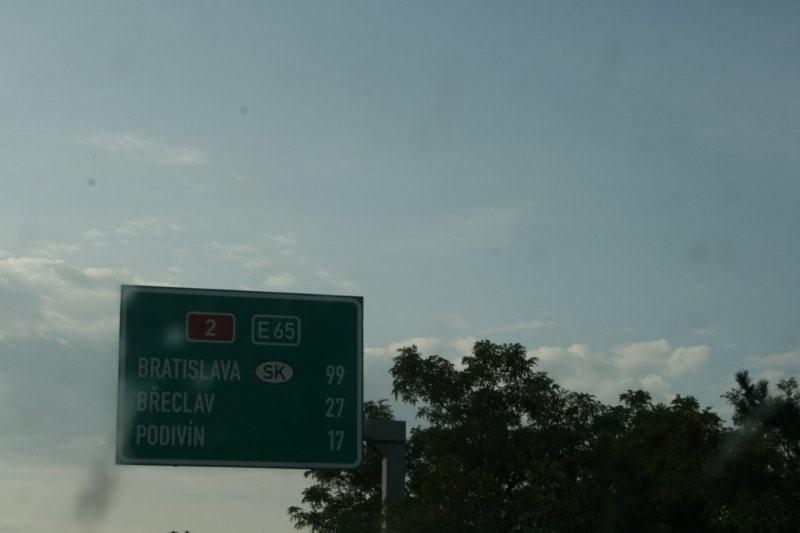 2 E 65
BRATISLAVA SK 99
BŘECLAV 27
PODIVÍN 17